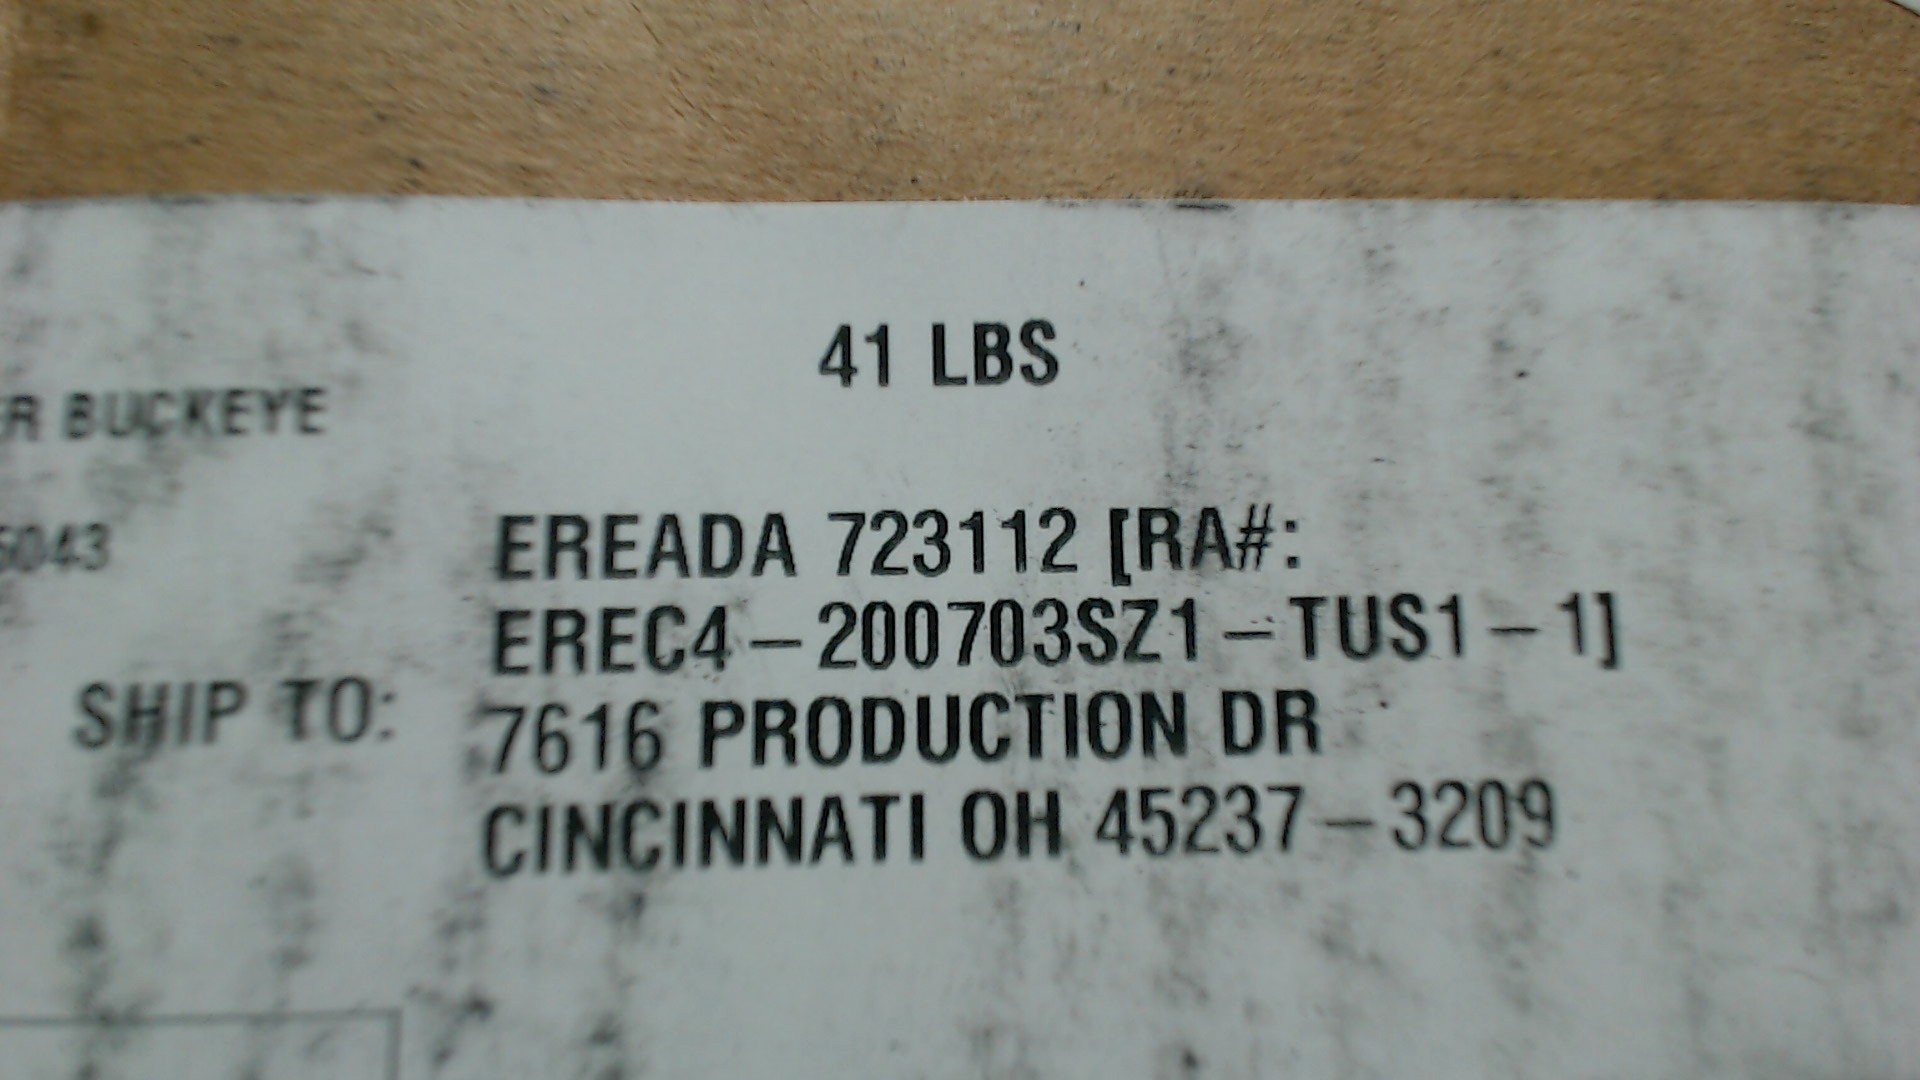 41 LBS
BUCKEYE
EREADA 723112 [RA#:
EREC4-200703SZ1-TUS1-1]
SHIP TO:
7616 PRODUCTION DR
CINCINNATI OH 45237-3209